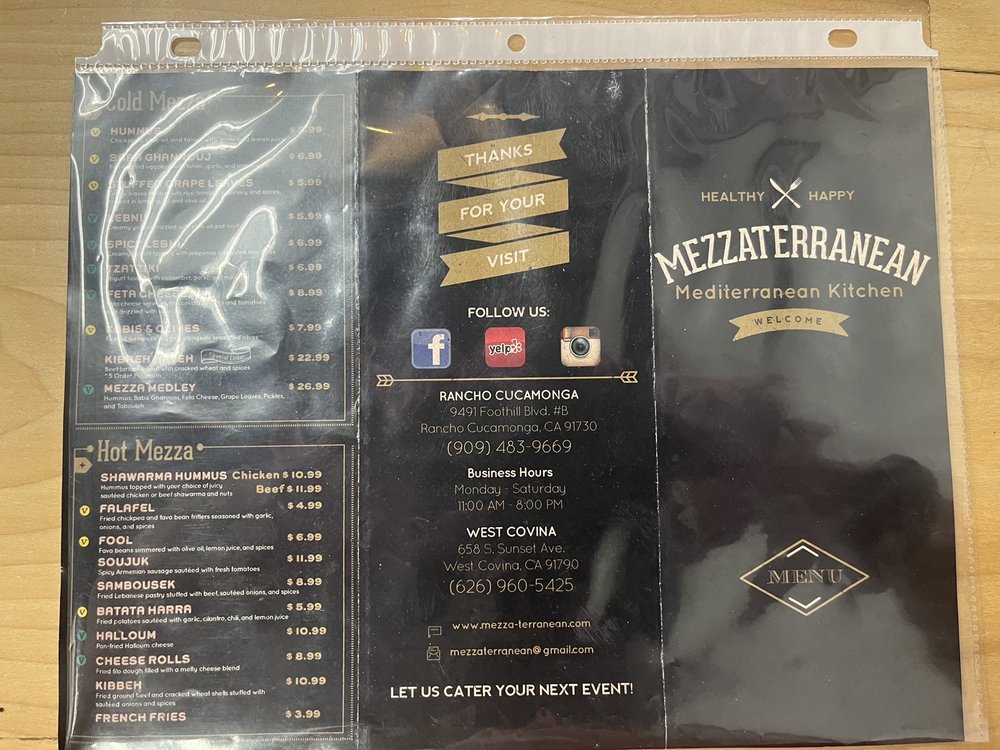 Cold Mezza
HUMMUS
BABA GHANNOUJ $ 6.99
STUFFED GRAPE LEAVES $ 5.99
LEBNI $ 5.99
SPICY LEBNI $ 6.99
TZATZIKI $ 6.99
FETA CHEESE $ 8.99
KABIS & OLIVES $ 7.99
KIBBEH NAYEH Special Order $ 22.99
Beef tartare mixed with cracked wheat and spices
* 5 Order Minimum
MEZZA MEDLEY $ 26.99
Hummus, Baba Ghannouj, Feta Cheese, Grape Leaves, Pickles,
and Tabouleh
Hot Mezza
SHAWARMA HUMMUS Chicken $ 10.99
Hummus topped with your choice of juicy
sautéed chicken or beef shawarma and nuts
Beef $ 11.99
V FALAFEL $ 4.99
Fried chickpea and fava bean fritters seasoned with garlic,
onions, and spices
V FOOL $ 6.99
Fava beans simmered with olive oil, lemon juice, and spices
SOUJUK $ 11.99
Spicy Armenian sausage sautéed with fresh tomatoes
SAMBOUSEK $ 8.99
Fried Lebanese pastry stuffed with beef, sautéed onions, and spices
V BATATA HARRA $ 5.99
Fried potatoes sautéed with garlic, cilantro, chili, and lemon juice
V HALLOUM $ 10.99
Pan-fried Halloum cheese
V CHEESE ROLLS $ 8.99
Fried filo dough filled with a melty cheese blend
KIBBEH $ 10.99
Fried ground beef and cracked wheat shells stuffed with
sautéed onions and spices
FRENCH FRIES $ 3.99
THANKS
FOR YOUR
VISIT
FOLLOW US:
f yelp
RANCHO CUCAMONGA
9491 Foothill Blvd. #B
Rancho Cucamonga, CA 91730
(909) 483-9669
Business Hours
Monday - Saturday
11:00 AM - 8:00 PM
WEST COVINA
658 S. Sunset Ave.
West Covina, CA 91790
(626) 960-5425
www.mezza-terranean.com
mezzaterranean@gmail.com
LET US CATER YOUR NEXT EVENT!
HEALTHY HAPPY
MEZZATERRANEAN
Mediterranean Kitchen
WELCOME
MENU